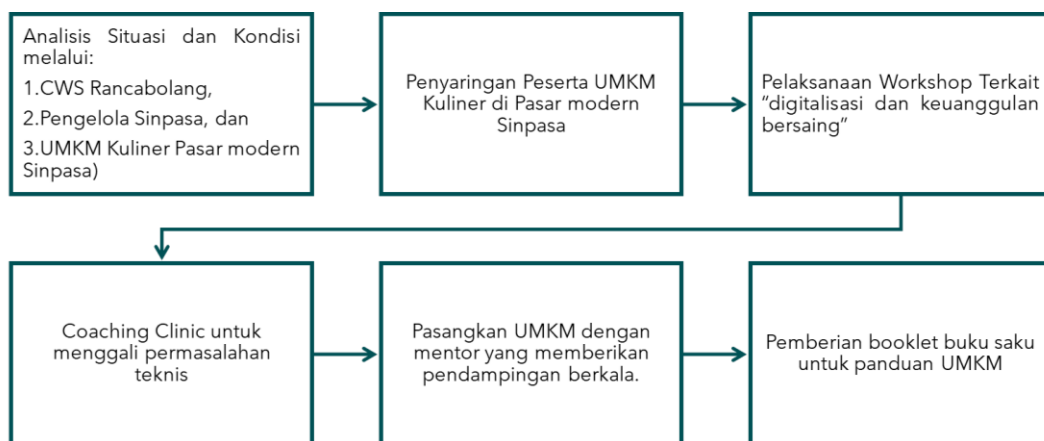 Analisis Situasi dan Kondisi
melalui:
1.CWS Rancabolang,
2.Pengelola Sinpasa, dan
3.UMKM Kuliner Pasar modern
Sinpasa)
Penyaringan Peserta UMKM
Kuliner di Pasar modern
Sinpasa
Pelaksanaan Workshop Terkait
“digitalisasi dan keuanggulan
bersaing”
Coaching Clinic untuk
menggali permasalahan
teknis
Pasangkan UMKM dengan
mentor yang memberikan
pendampingan berkala.
Pemberian booklet buku saku
untuk panduan UMKM